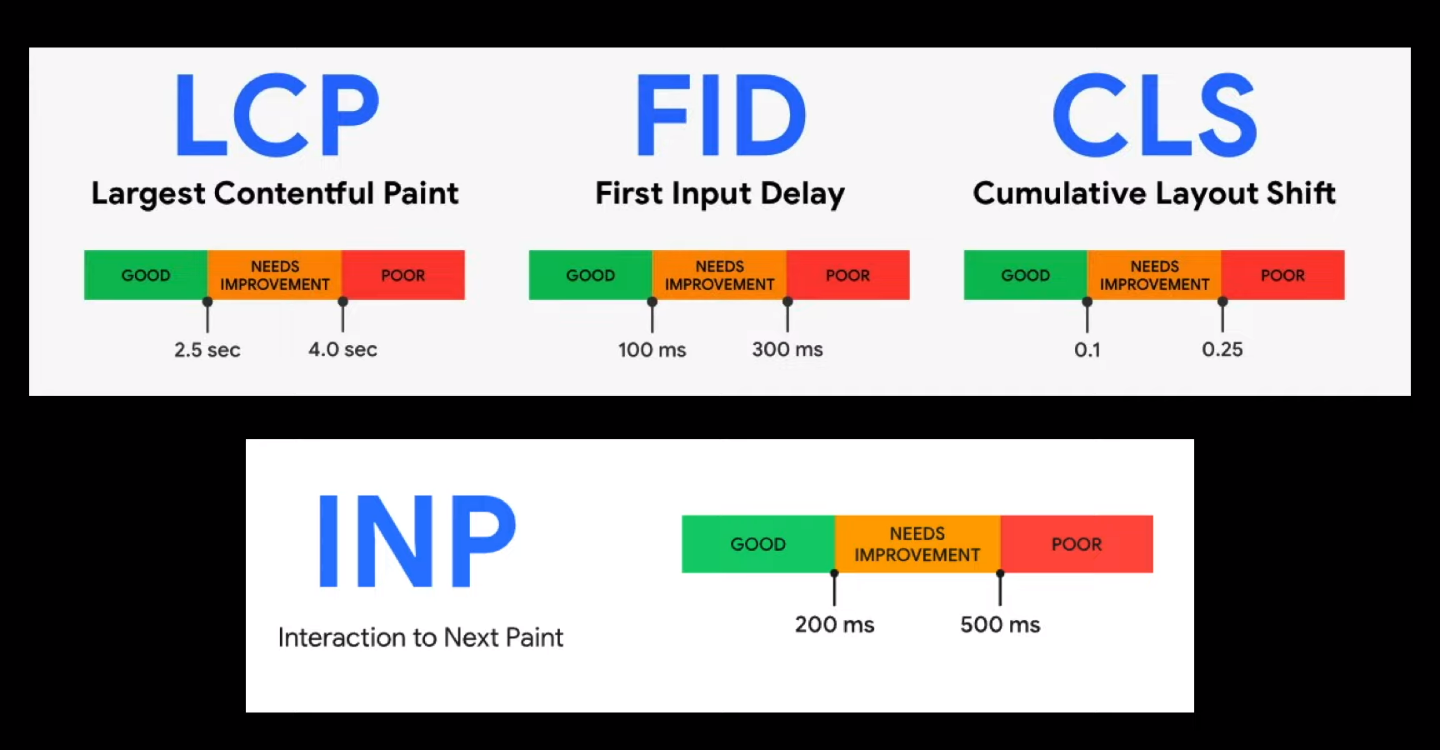 LCP
Largest Contentful Paint
GOOD
NEEDS
IMPROVEMENT
POOR
2.5 sec
4.0 sec
FID
First Input Delay
GOOD
NEEDS
IMPROVEMENT
POOR
100 ms
300 ms
CLS
Cumulative Layout Shift
GOOD
NEEDS
IMPROVEMENT
POOR
0.1
0.25
INP
Interaction to Next Paint
GOOD
NEEDS
IMPROVEMENT
POOR
200 ms
500 ms